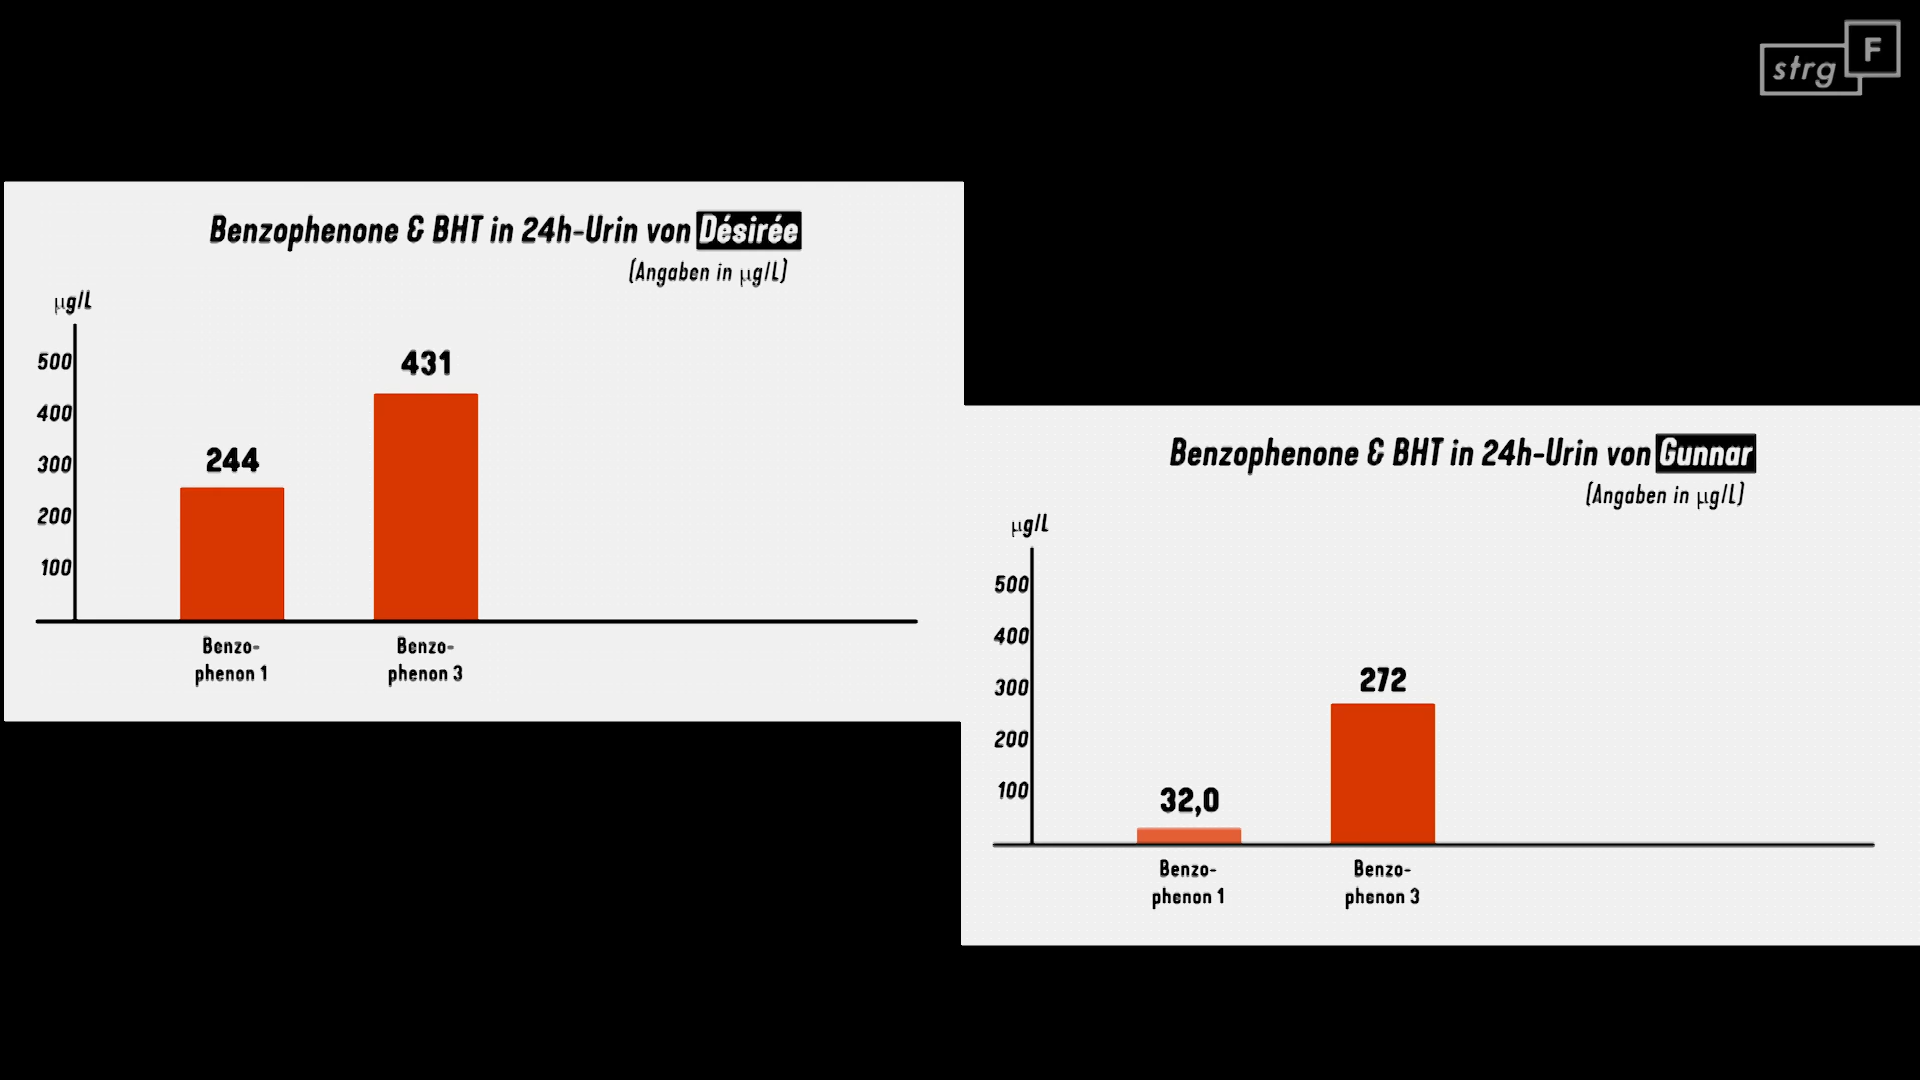 strg F
Benzophenone & BHT in 24h-Urin von Désirée
(Angaben in µg/L)
µg/L
500
400
300
200
100
244
431
Benzo-
phenon 1
Benzo-
phenon 3
Benzophenone & BHT in 24h-Urin von Gunnar
(Angaben in µg/L)
µg/L
500
400
300
200
100
32,0
272
Benzo-
phenon 1
Benzo-
phenon 3